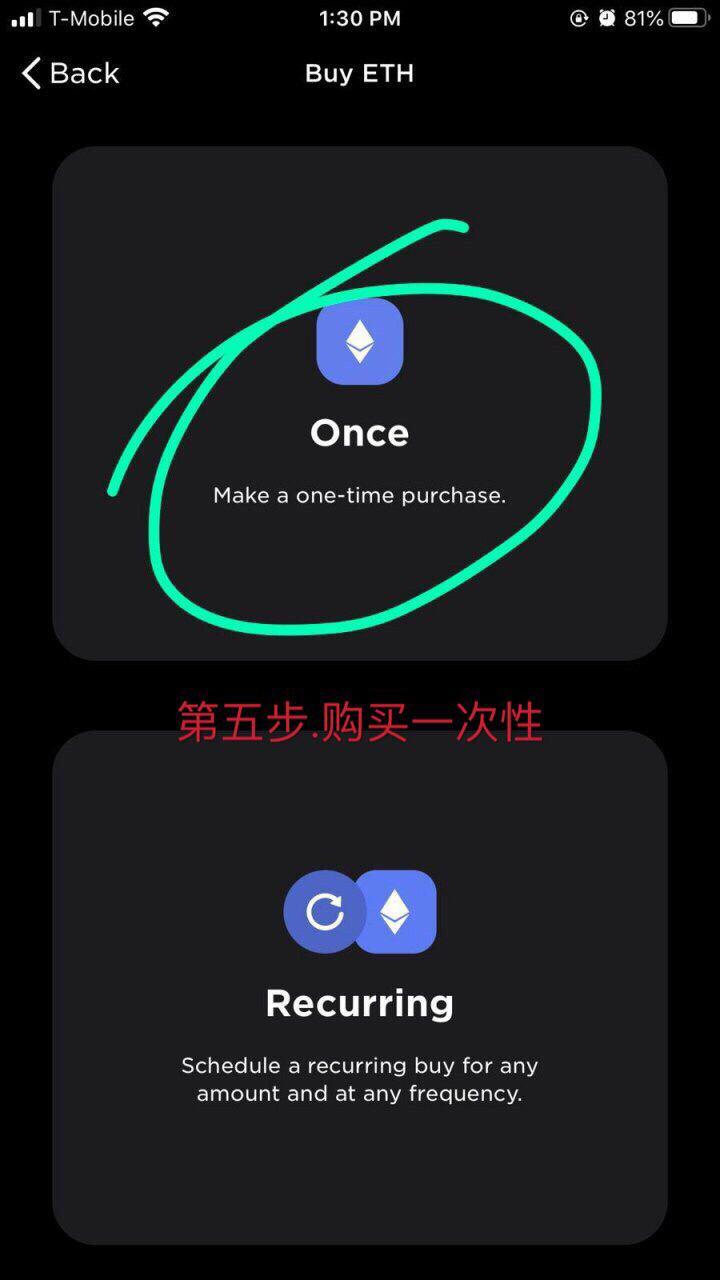 T-Mobile 1:30 PM 81%
Back Buy ETH
Once
Make a one-time purchase.
第五步.购买一次性
Recurring
Schedule a recurring buy for any
amount and at any frequency.